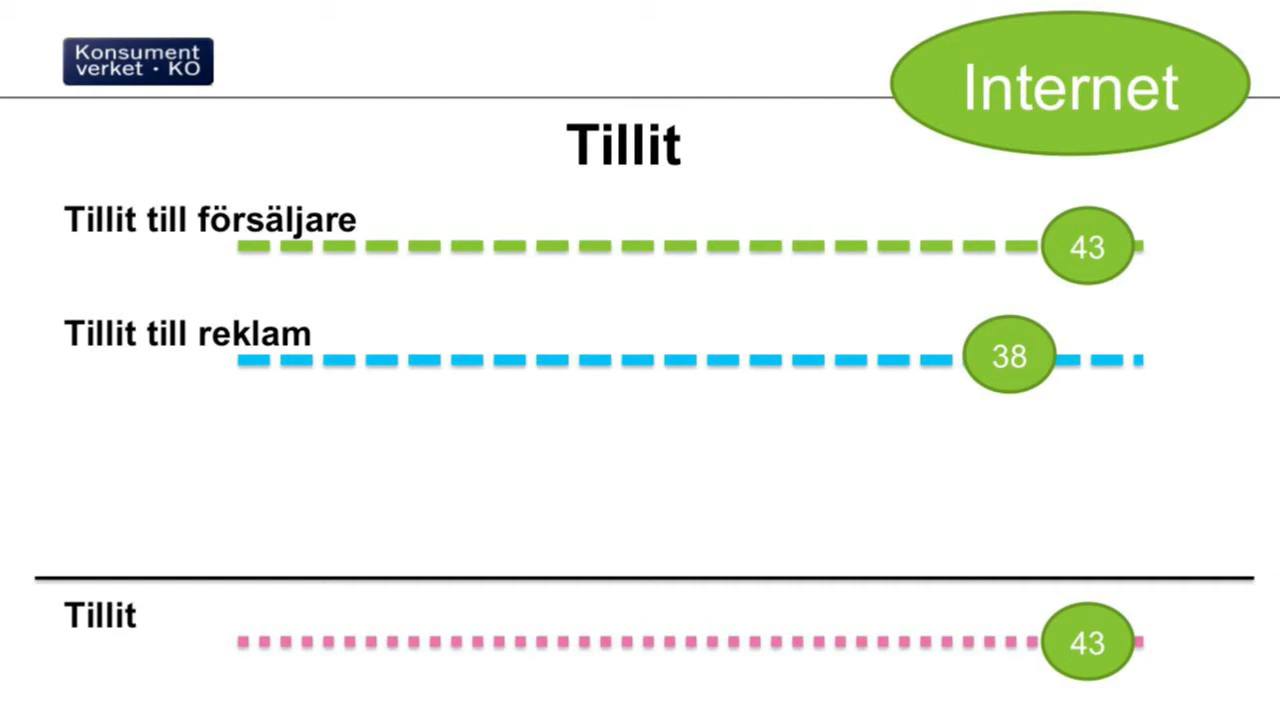 Konsument
verket · KO
Internet
Tillit
Tillit till försäljare
43
Tillit till reklam
38
Tillit
43